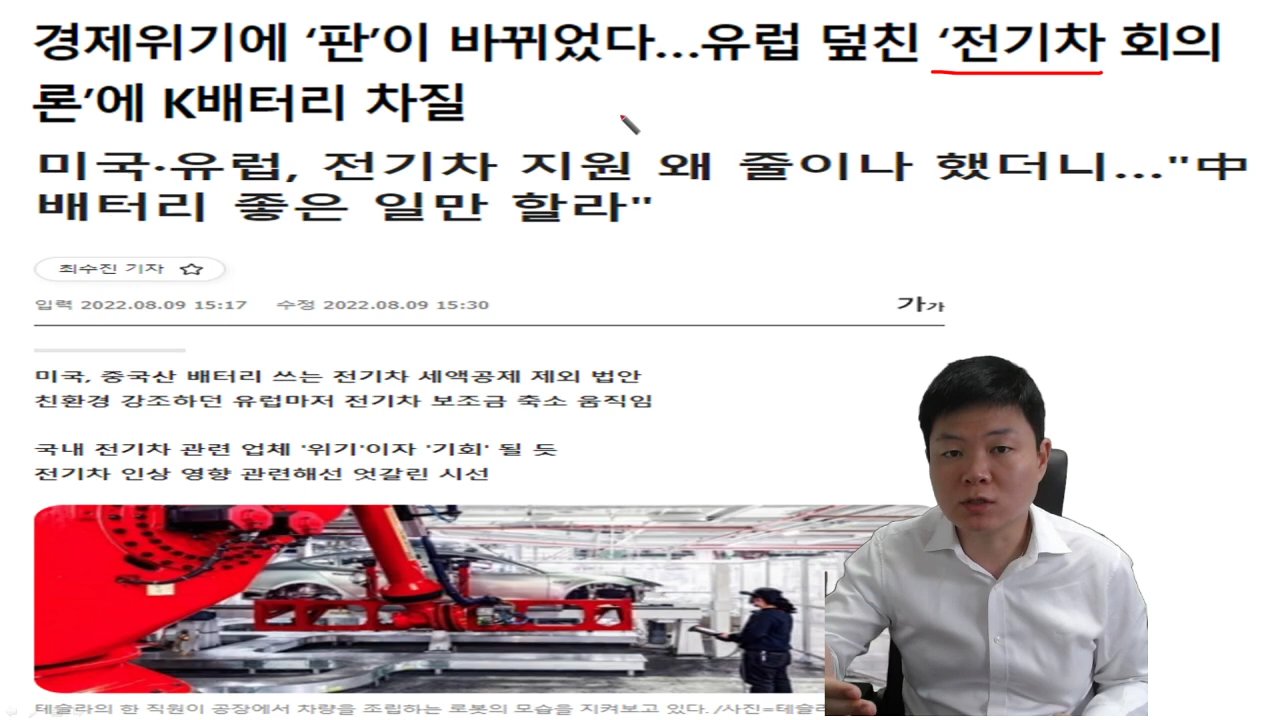 경제위기에 ‘판’이 바뀌었다...유럽 덮친 ‘전기차 회의
론’에 K배터리 차질
미국·유럽, 전기차 지원 왜 줄이나 했더니..."中
배터리 좋은 일만 할라"
최수진 기자
입력 2022.08.09 15:17 수정 2022.08.09 15:30
가가
미국, 중국산 배터리 쓰는 전기차 세액공제 제외 법안
친환경 강조하던 유럽마저 전기차 보조금 축소 움직임
국내 전기차 관련 업체 '위기'이자 '기회' 될 듯
전기차 인상 영향 관련해선 엇갈린 시선
테슬라의 한 직원이 공장에서 차량을 조립하는 로봇의 모습을 지켜보고 있다. /사진=테슬라